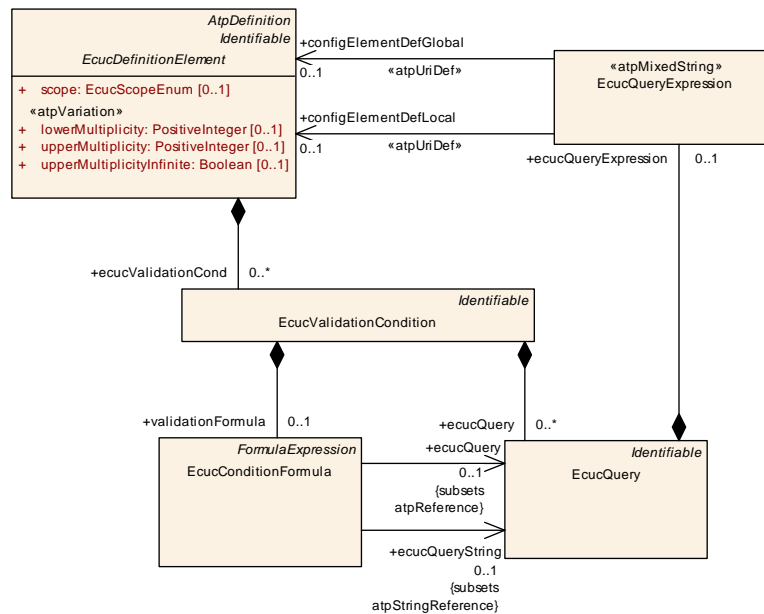 AtpDefinition
Identifiable
EcucDefinitionElement
+ scope: EcucScopeEnum [0..1]
«atpVariation»
+ lowerMultiplicity: PositiveInteger [0..1]
+ upperMultiplicity: PositiveInteger [0..1]
+ upperMultiplicityInfinite: Boolean [0..1]
+configElementDefGlobal
0..1
«atpUriDef»
+configElementDefLocal
0..1
«atpUriDef»
«atpMixedString»
EcucQueryExpression
+ecucQueryExpression
0..1
+ecucValidationCond
0..*
Identifiable
EcucValidationCondition
+validationFormula
0..1
+ecucQuery
0..*
FormulaExpression
EcucConditionFormula
+ecucQuery
0..1
{subsets
atpReference}
+ecucQueryString
0..1
{subsets
atpStringReference}
Identifiable
EcucQuery